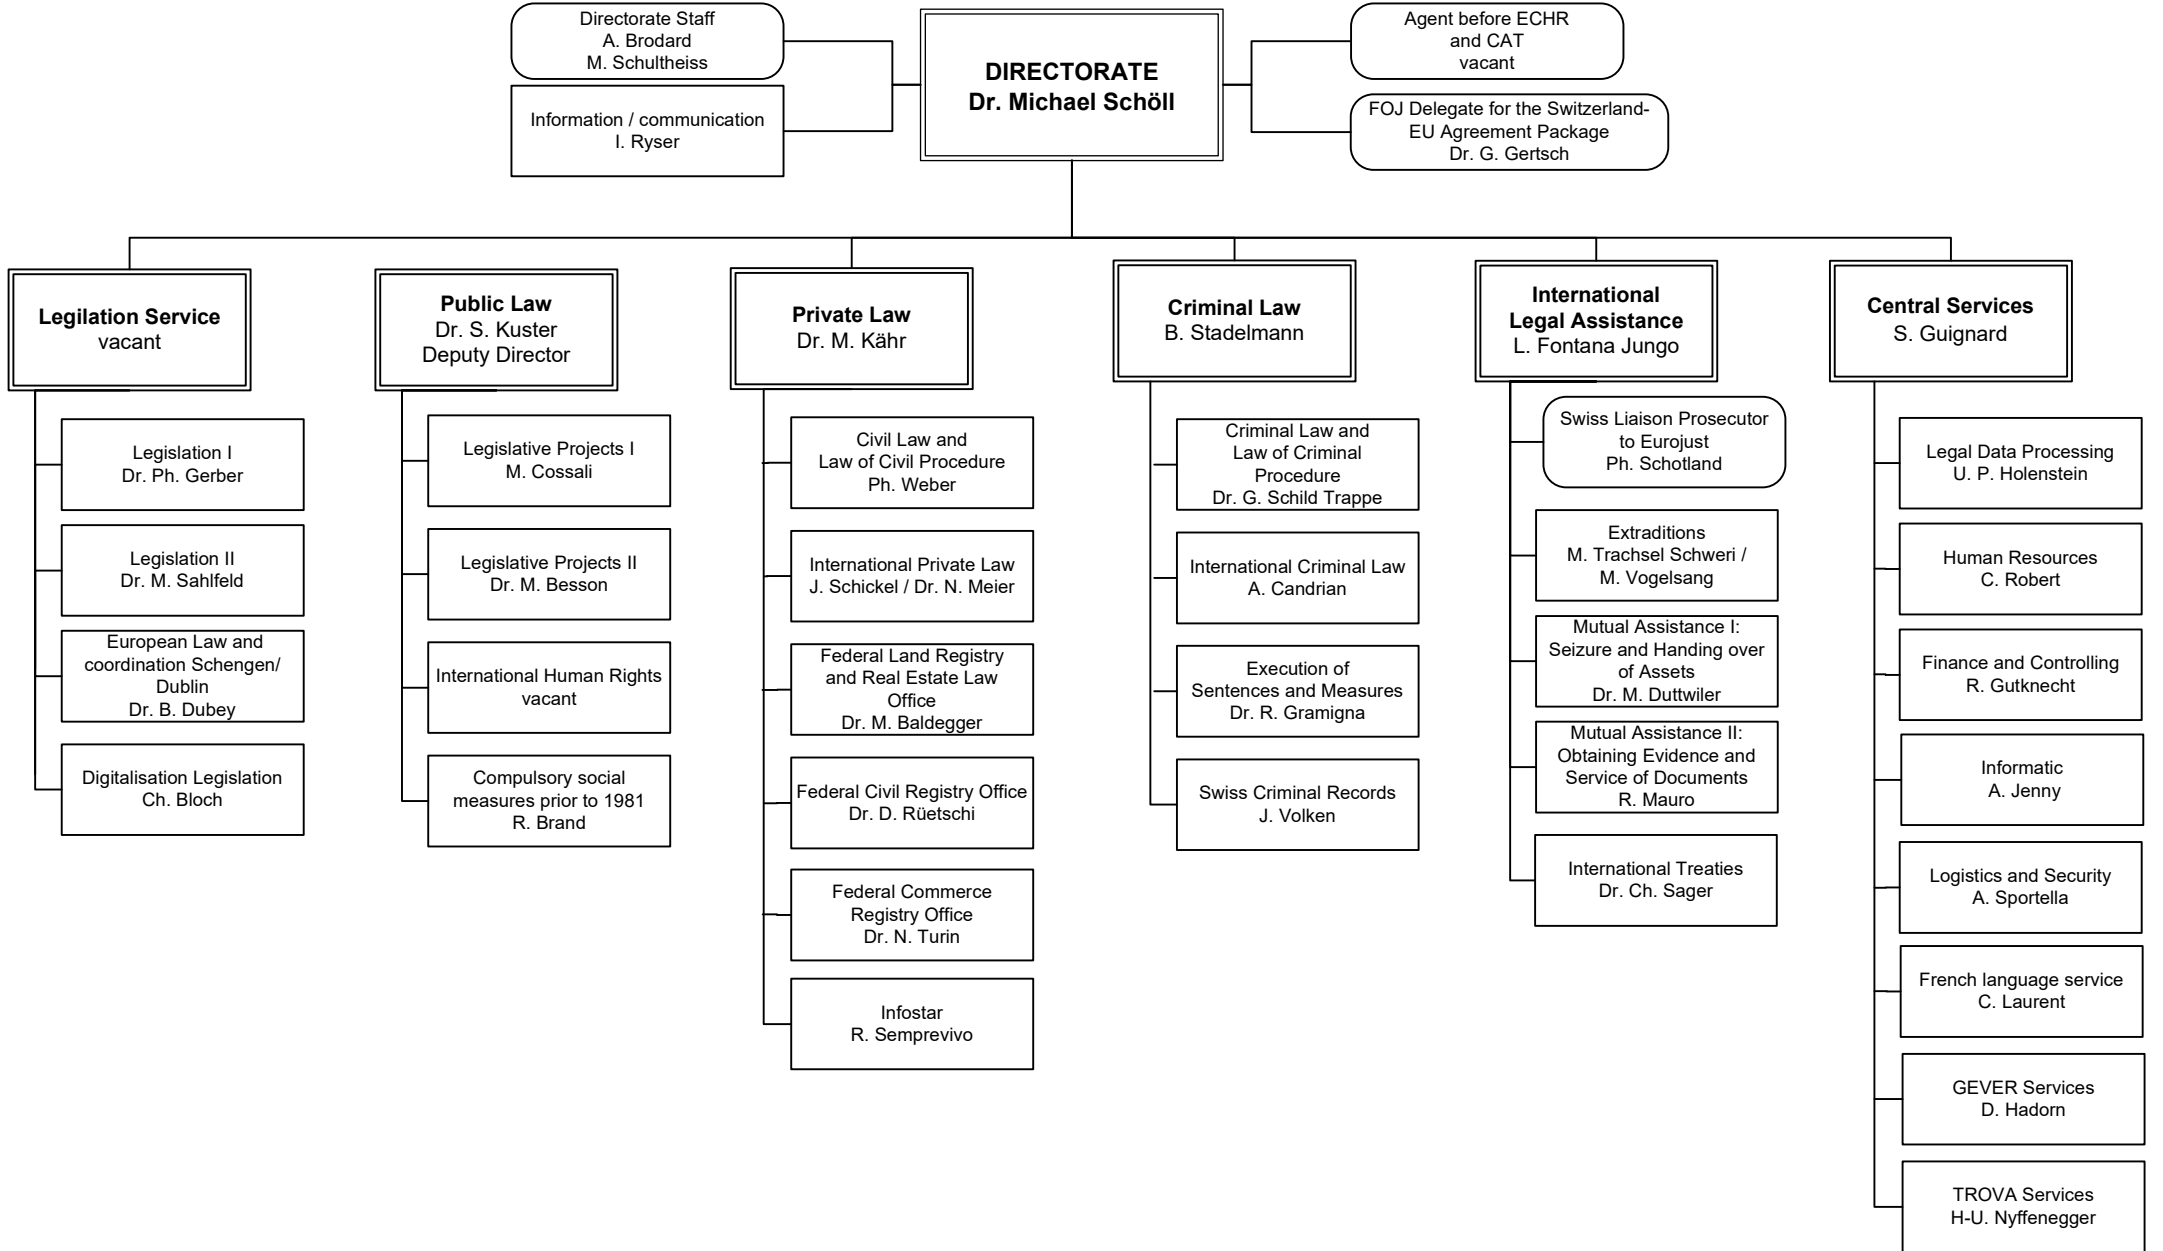 Directorate Staff
A. Brodard
M. Schultheiss
Information / communication
I. Ryser
DIRECTORATE
Dr. Michael Schöll
Agent before ECHR
and CAT
vacant
FOJ Delegate for the Switzerland-
EU Agreement Package
Dr. G. Gertsch
Legilation Service
vacant
Legislation I
Dr. Ph. Gerber
Legislation II
Dr. M. Sahlfeld
European Law and
coordination Schengen/
Dublin
Dr. B. Dubey
Digitalisation Legislation
Ch. Bloch
Public Law
Dr. S. Kuster
Deputy Director
Legislative Projects I
M. Cossali
Legislative Projects II
Dr. M. Besson
International Human Rights
vacant
Compulsory social
measures prior to 1981
R. Brand
Private Law
Dr. M. Kähr
Civil Law and
Law of Civil Procedure
Ph. Weber
International Private Law
J. Schickel / Dr. N. Meier
Federal Land Registry
and Real Estate Law
Office
Dr. M. Baldegger
Federal Civil Registry Office
Dr. D. Rüetschi
Federal Commerce
Registry Office
Dr. N. Turin
Infostar
R. Semprevivo
Criminal Law
B. Stadelmann
Criminal Law and
Law of Criminal
Procedure
Dr. G. Schild Trappe
International Criminal Law
A. Candrian
Execution of
Sentences and Measures
Dr. R. Gramigna
Swiss Criminal Records
J. Volken
International
Legal Assistance
L. Fontana Jungo
Swiss Liaison Prosecutor
to Eurojust
Ph. Schotland
Extraditions
M. Trachsel Schweri /
M. Vogelsang
Mutual Assistance I:
Seizure and Handing over
of Assets
Dr. M. Duttwiler
Mutual Assistance II:
Obtaining Evidence and
Service of Documents
R. Mauro
International Treaties
Dr. Ch. Sager
Central Services
S. Guignard
Legal Data Processing
U. P. Holenstein
Human Resources
C. Robert
Finance and Controlling
R. Gutknecht
Informatic
A. Jenny
Logistics and Security
A. Sportella
French language service
C. Laurent
GEVER Services
D. Hadorn
TROVA Services
H-U. Nyffenegger